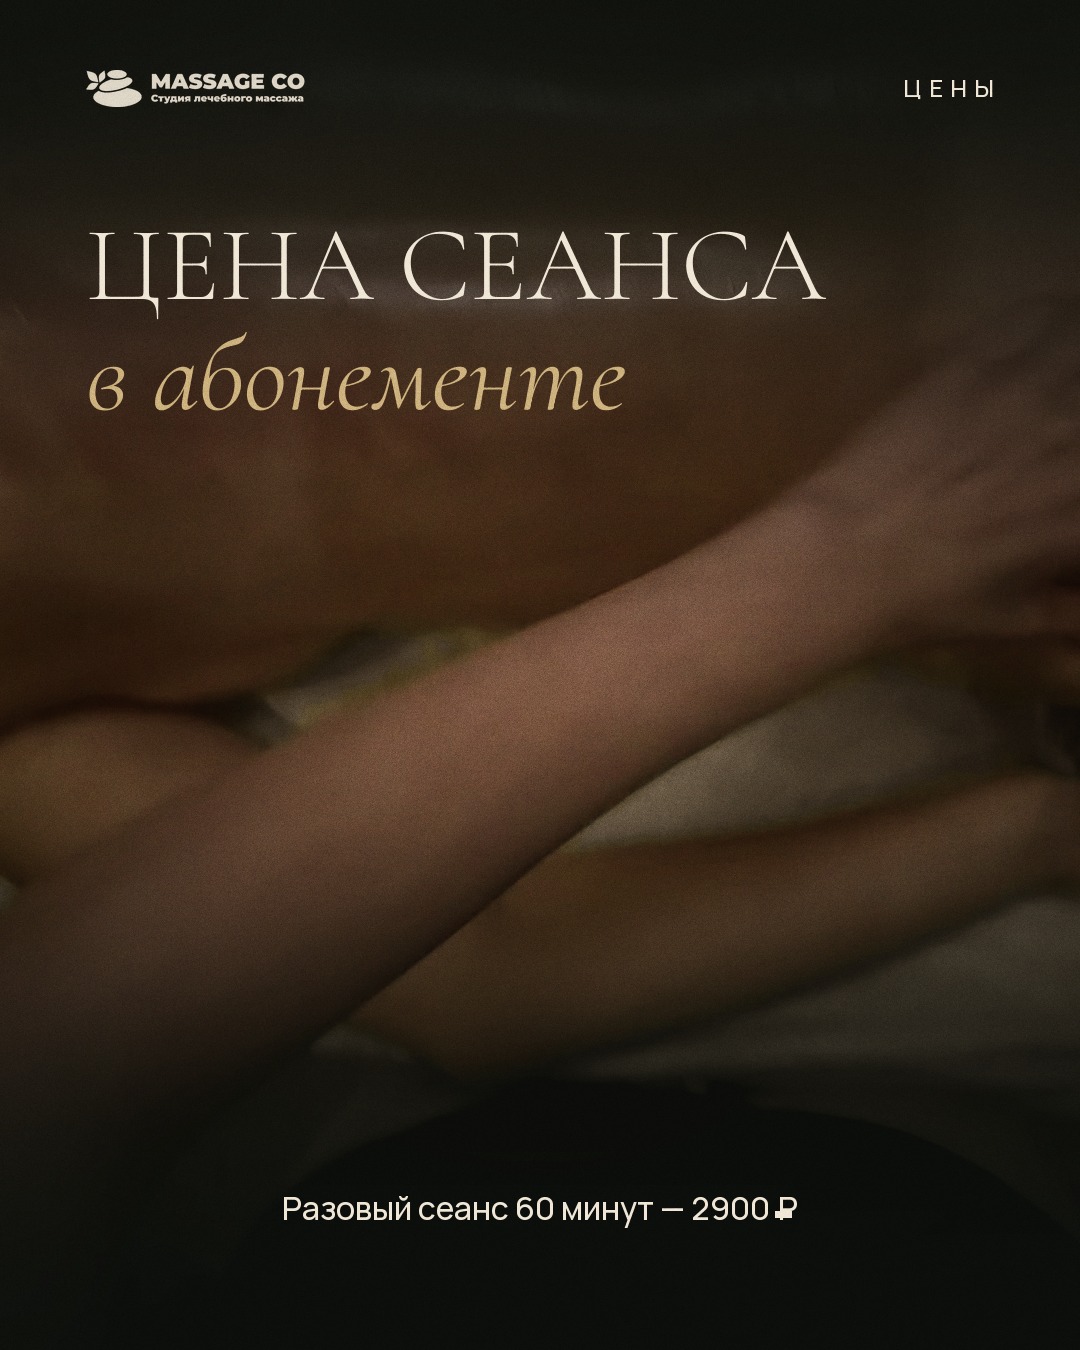 MASSAGE CO
Студия лечебного массажа
ЦЕНЫ
ЦЕНА СЕАНСА
в абонементе
Разовый сеанс 60 минут — 2900 ₽